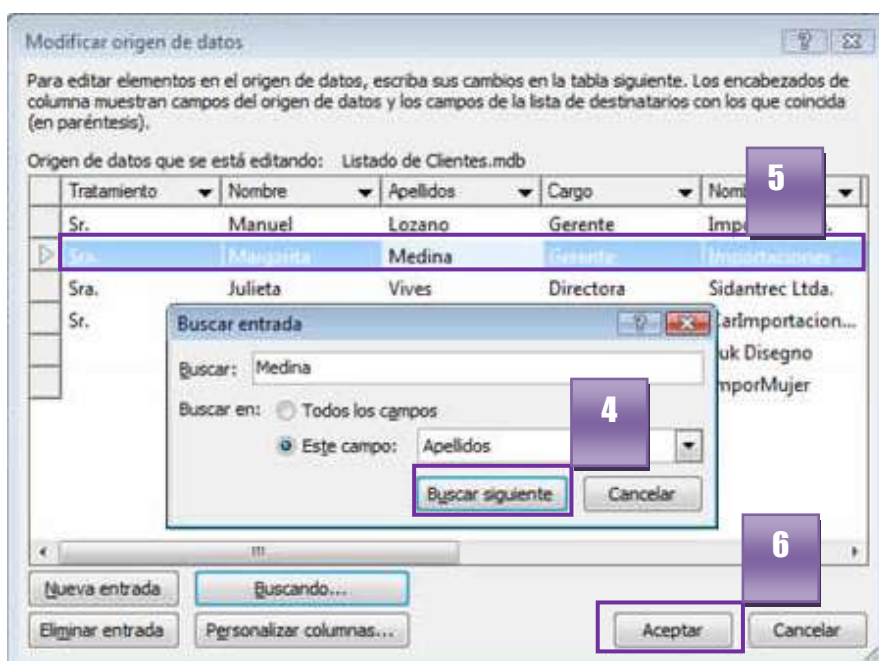 Modificar origen de datos
Para editar elementos en el origen de datos, escriba sus cambios en la tabla siguiente. Los encabezados de
columna muestran campos del origen de datos y los campos de la lista de destinatarios con los que coincida
(en paréntesis).
Origen de datos que se está editando: Listado de Clientes.mdb
5
Tratamiento Nombre Apellidos Cargo
Sr. Manuel Lozano Gerente
Sra. Margarita Medina Gerente Importaciones
Sra. Julieta Vives Directora Sidantrec Ltda.
Sr.
Buscar entrada
Buscar: Medina
Buscar en: Todos los campos
4
Este campo: Apellidos
Buscar siguiente Cancelar
6
Nueva entrada Buscando...
Eliminar entrada Personalizar columnas... Aceptar Cancelar